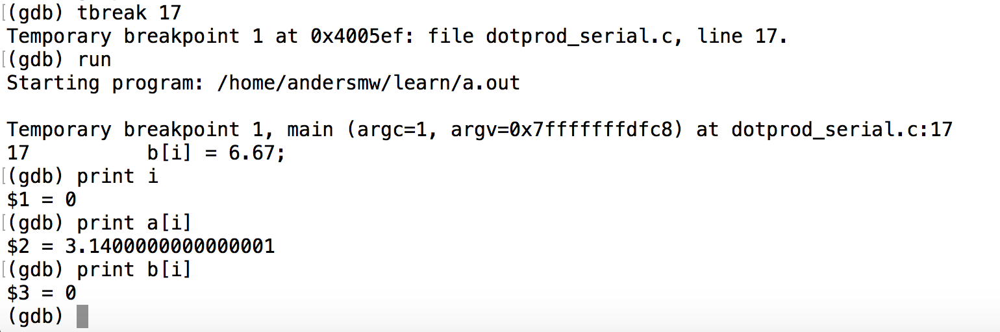 (gdb) tbreak 17
Temporary breakpoint 1 at 0x4005ef: file dotprod_serial.c, line 17.
(gdb) run
Starting program: /home/andersmw/learn/a.out
Temporary breakpoint 1, main (argc=1, argv=0x7fffffffdfc8) at dotprod_serial.c:17
17          b[i] = 6.67;
(gdb) print i
$1 = 0
(gdb) print a[i]
$2 = 3.1400000000000001
(gdb) print b[i]
$3 = 0
(gdb)